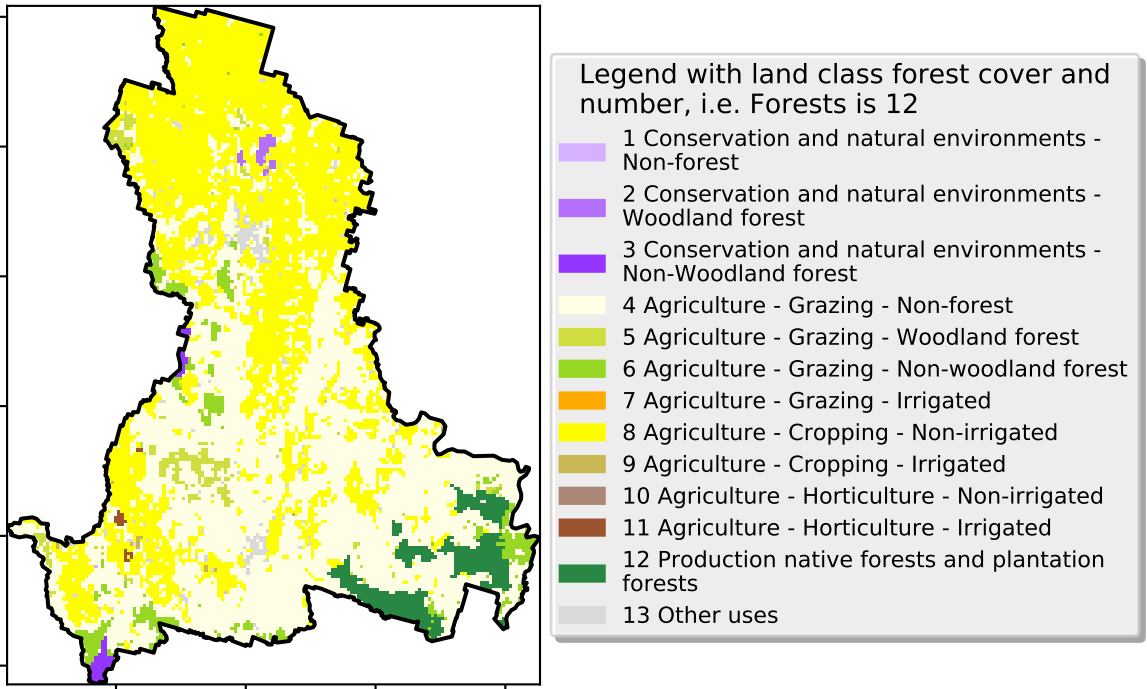 Legend with land class forest cover and
number, i.e. Forests is 12
1 Conservation and natural environments -
Non-forest
2 Conservation and natural environments -
Woodland forest
3 Conservation and natural environments -
Non-Woodland forest
4 Agriculture - Grazing - Non-forest
5 Agriculture - Grazing - Woodland forest
6 Agriculture - Grazing - Non-woodland forest
7 Agriculture - Grazing - Irrigated
8 Agriculture - Cropping - Non-irrigated
9 Agriculture - Cropping - Irrigated
10 Agriculture - Horticulture - Non-irrigated
11 Agriculture - Horticulture - Irrigated
12 Production native forests and plantation
forests
13 Other uses